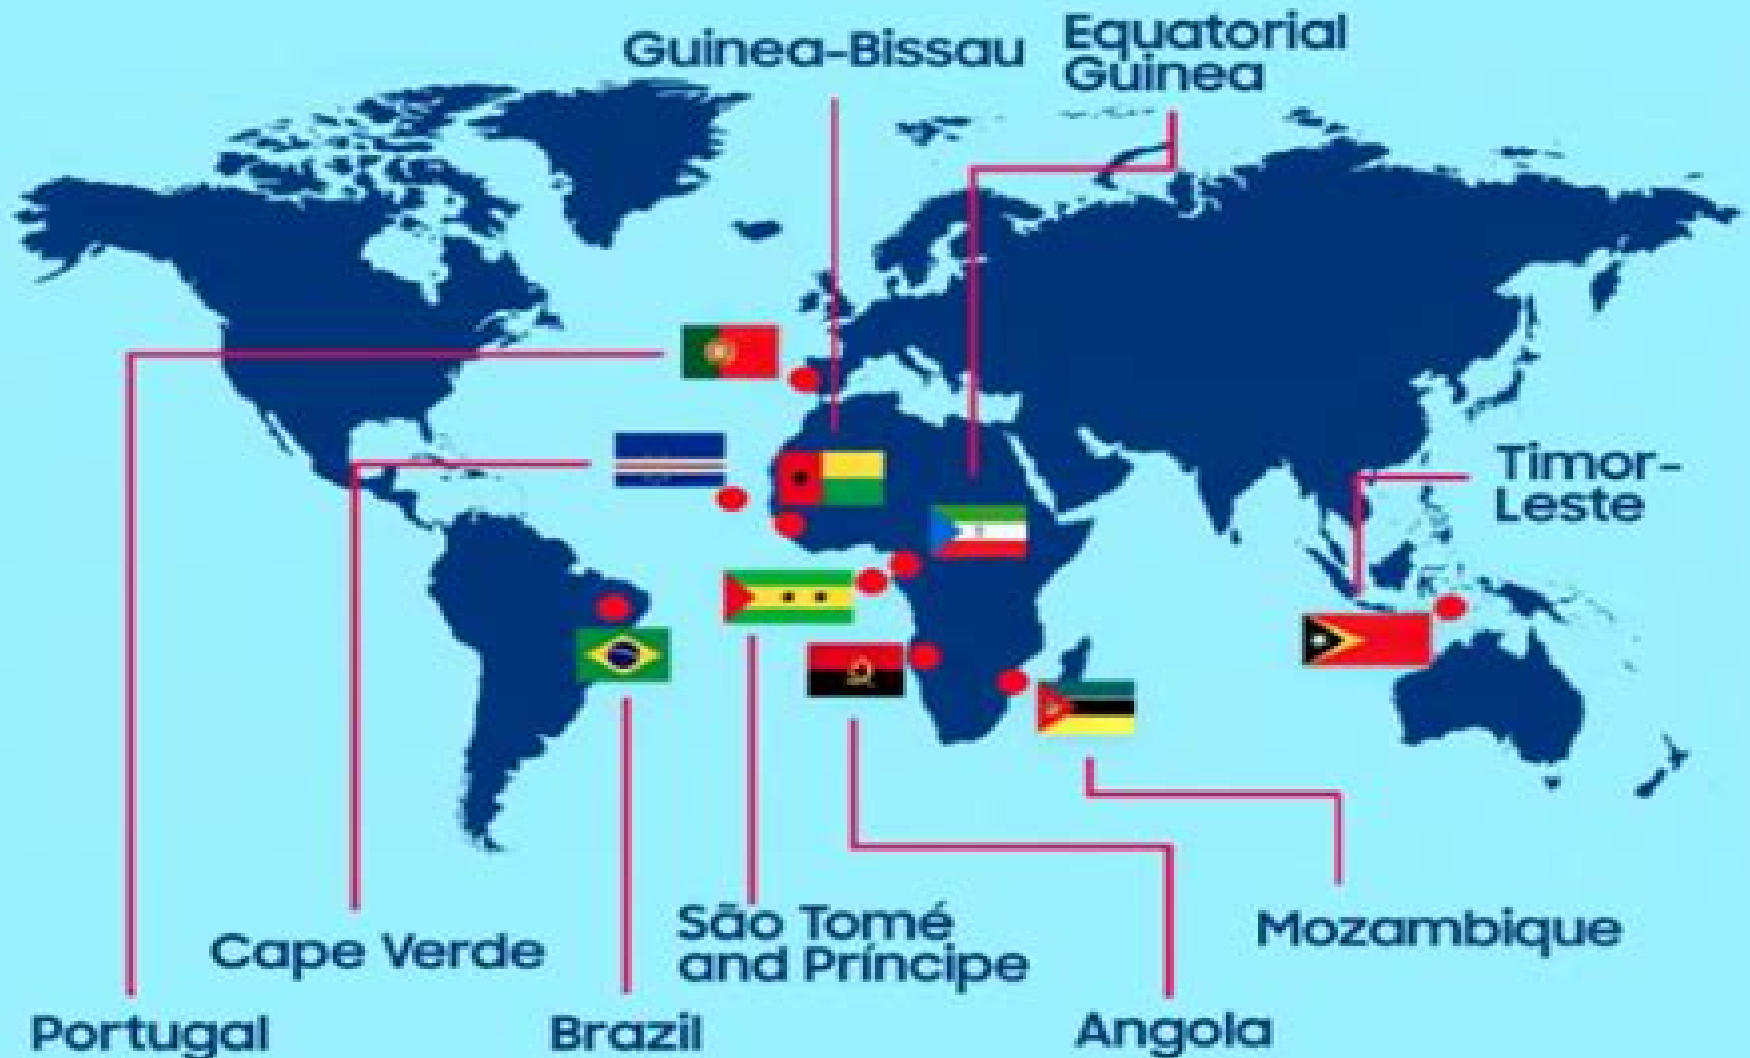 Guinea-Bissau
Equatorial
Guinea
Timor-
Leste
São Tomé
and Príncipe
Mozambique
Cape Verde
Portugal
Brazil
Angola